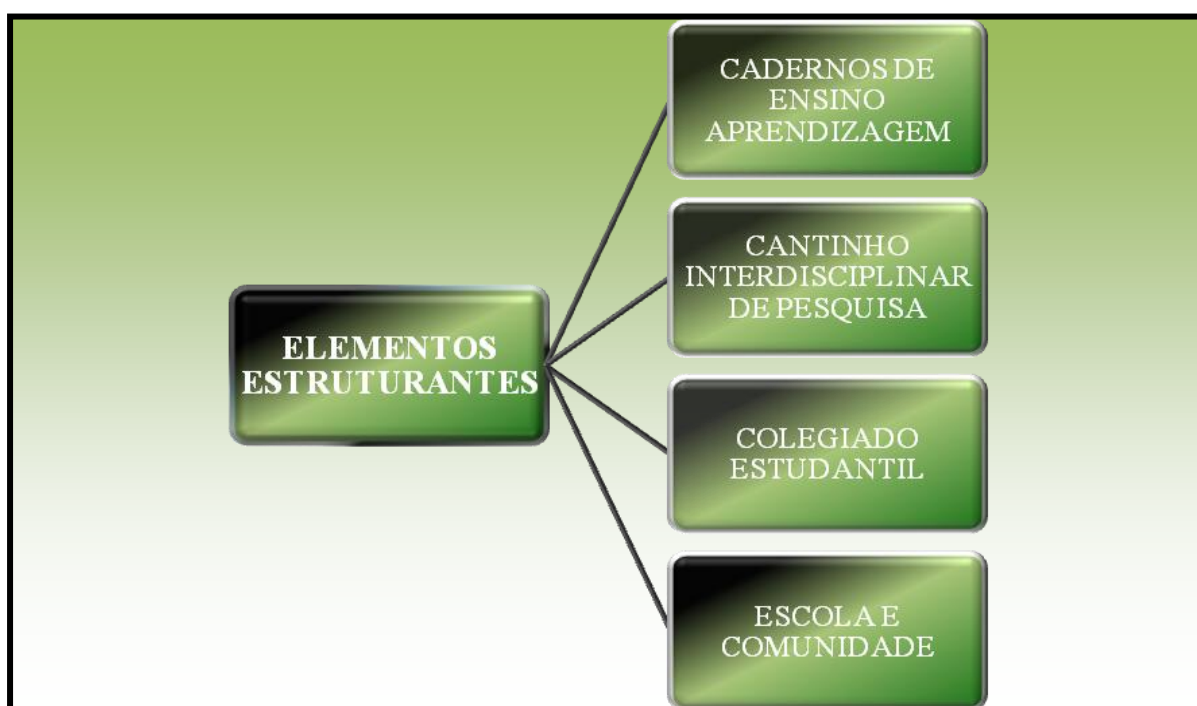 CADERNOS DE
ENSINO
APRENDIZAGEM
CANTINHO
INTERDISCIPLINAR
DE PESQUISA
ELEMENTOS
ESTRUTURANTES
COLEGIADO
ESTUDANTIL
ESCOLA E
COMUNIDADE